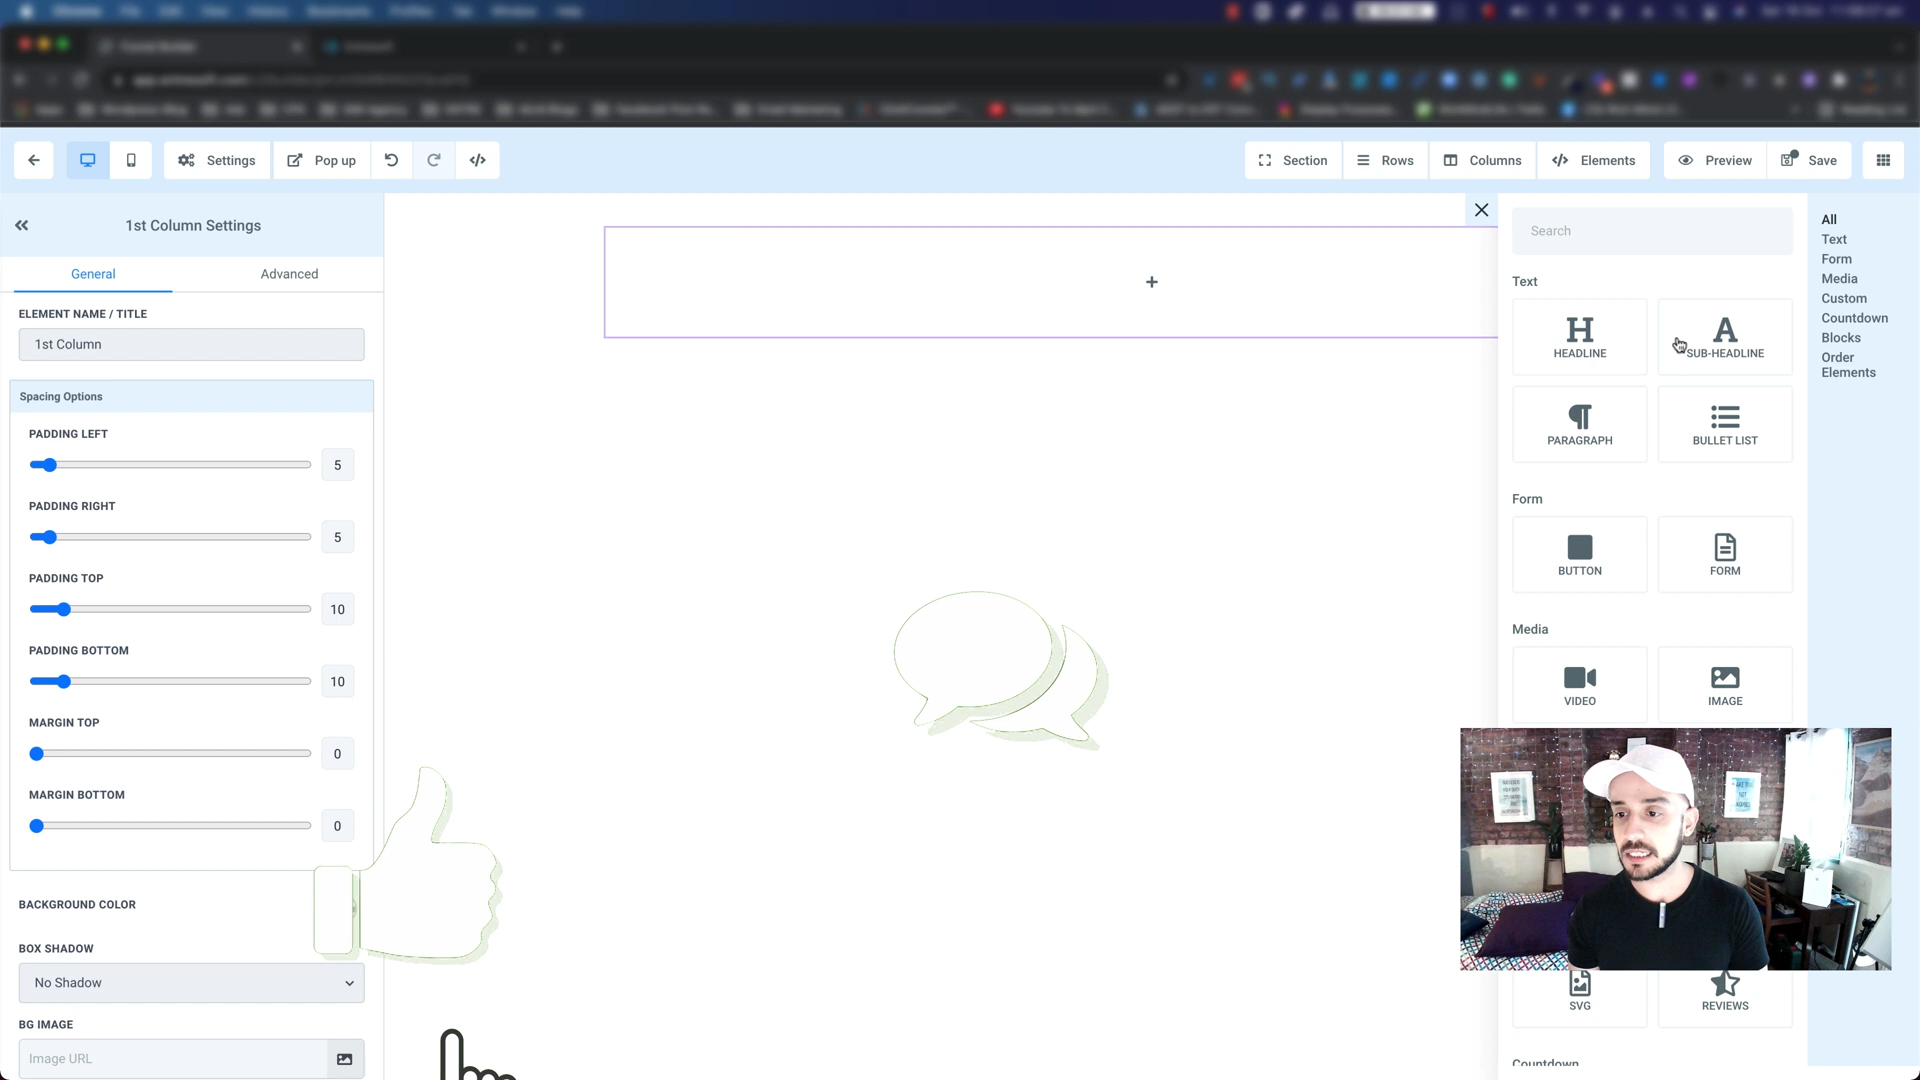 Settings
Pop up
Section
Rows
Columns
Elements
Preview
Save
1st Column Settings
General
Advanced
ELEMENT NAME / TITLE
1st Column
Spacing Options
PADDING LEFT
5
PADDING RIGHT
5
PADDING TOP
10
PADDING BOTTOM
10
MARGIN TOP
0
MARGIN BOTTOM
0
BACKGROUND COLOR
BOX SHADOW
No Shadow
BG IMAGE
Image URL
Search
Text
HEADLINE
SUB-HEADLINE
PARAGRAPH
BULLET LIST
Form
BUTTON
FORM
Media
VIDEO
IMAGE
SVG
REVIEWS
Countdown
All
Text
Form
Media
Custom
Countdown
Blocks
Order
Elements